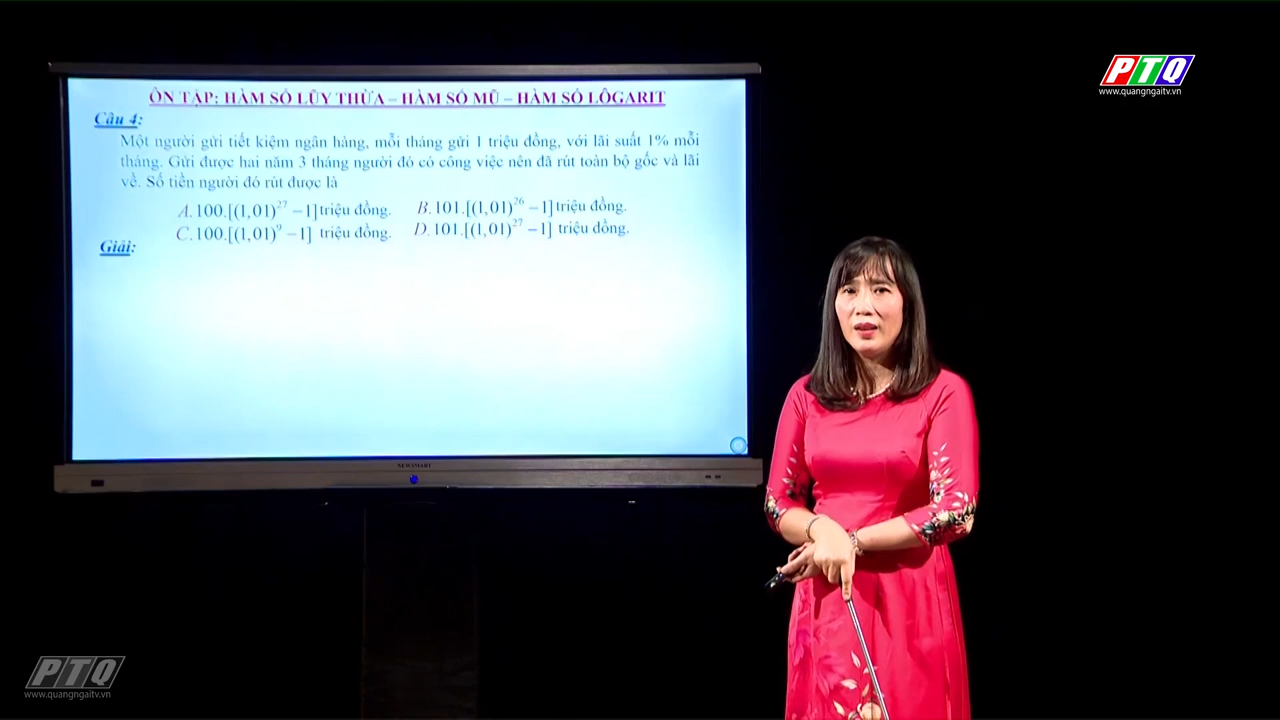 PTQ
www.quangngaitv.vn
ÔN TẬP: HÀM SỐ LŨY THỪA – HÀM SỐ MŨ – HÀM SỐ LÔGARIT
Câu 4:
Một người gửi tiết kiệm ngân hàng, mỗi tháng gửi 1 triệu đồng, với lãi suất 1% mỗi
tháng. Gửi được hai năm 3 tháng người đó có công việc nên đã rút toàn bộ gốc và lãi
về. Số tiền người đó rút được là
A.100.[(1,01)^27 –1] triệu đồng. B.101.[(1,01)^26 –1] triệu đồng.
C.100.[(1,01)^9 –1] triệu đồng. D.101.[(1,01)^27 –1] triệu đồng.
Giải:
NEWSMART
PTQ
www.quangngaitv.vn